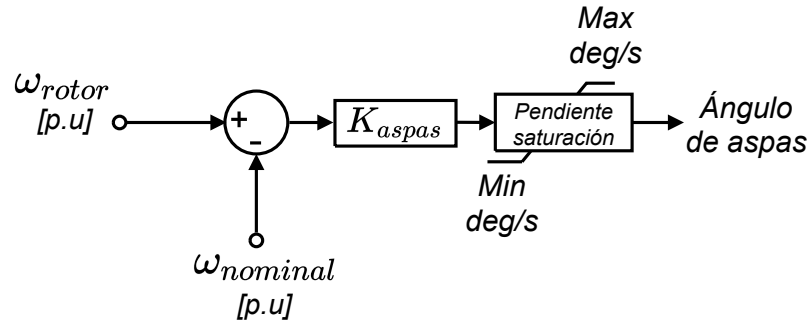 Max
deg/s
ω_rotor
[p.u]
+
-
K_aspas
Pendiente
saturación
Ángulo
de aspas
Min
deg/s
ω_nominal
[p.u]